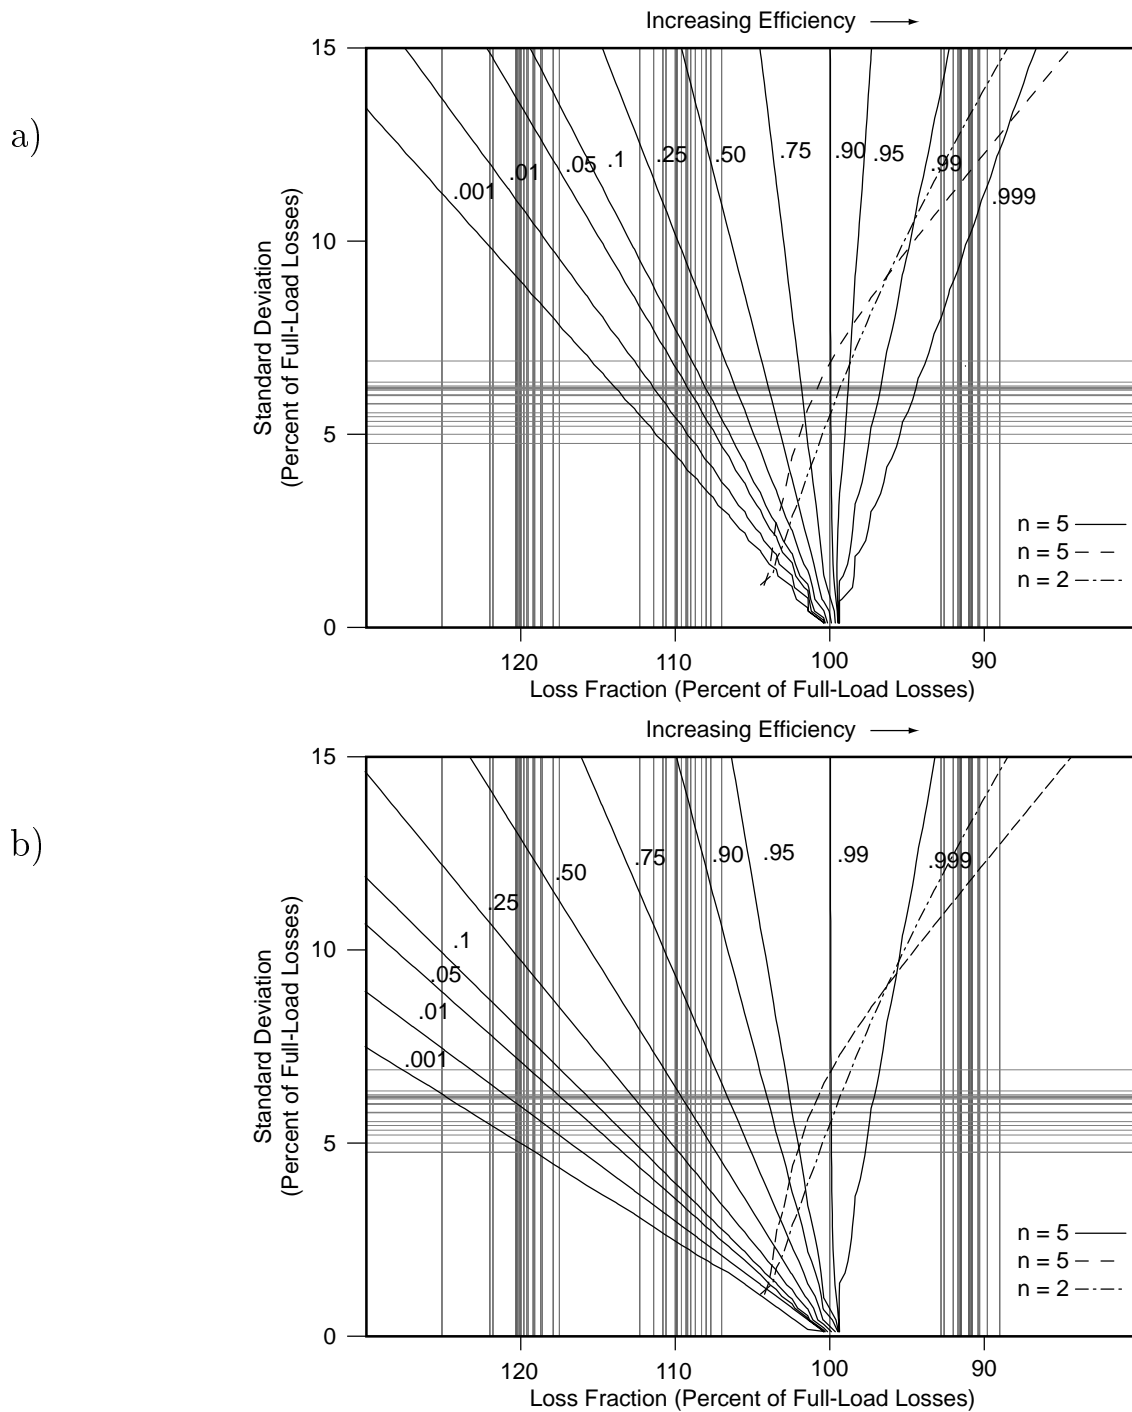 a)
Increasing Efficiency
15
10
5
0
Standard Deviation
(Percent of Full-Load Losses)
.001
.01
.05
.1
.25
.50
.75
.90
.95
.99
.999
n = 5
n = 5
n = 2
120
110
100
90
Loss Fraction (Percent of Full-Load Losses)
b)
Increasing Efficiency
15
10
5
0
Standard Deviation
(Percent of Full-Load Losses)
.001
.01
.05
.1
.25
.50
.75
.90
.95
.99
.999
n = 5
n = 5
n = 2
120
110
100
90
Loss Fraction (Percent of Full-Load Losses)